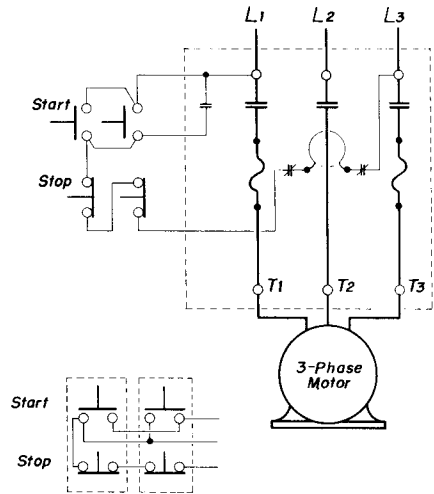 L1 L2 L3
Start
Stop
T1 T2 T3
3-Phase
Motor
Start
Stop